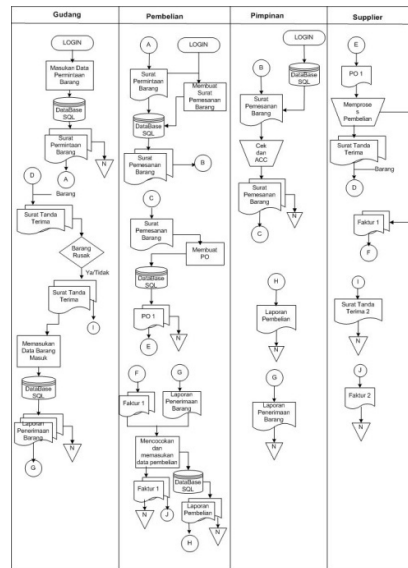 Gudang
Pembelian
Pimpinan
Supplier
LOGIN
Masukan Data
Permintaan
Barang
DataBase
SQL
Surat
Permintaan
Barang
N
A
D
Barang
Surat Tanda
Terima
Barang
Rusak
Ya/Tidak
Surat Tanda
Terima
I
Memasukan
Data Barang
Masuk
DataBase
SQL
Laporan
Penerimaan
Barang
N
G
A
LOGIN
Surat
Permintaan
Barang
Membuat
Surat
Pemesanan
Barang
DataBase
SQL
Surat
Pemesanan
Barang
B
C
Surat
Pemesanan
Barang
Membuat
PO
DataBase
SQL
PO 1
N
E
F
G
Faktur 1
Laporan
Penerimaan
Barang
Mencocokan
dan
memasukan
data pembelian
DataBase
SQL
Faktur 1
N
J
Laporan
Pembelian
N
H
LOGIN
B
DataBase
SQL
Surat
Pemesanan
Barang
Cek
dan
ACC
Surat
Pemesanan
Barang
N
C
H
Laporan
Pembelian
N
G
Laporan
Penerimaan
Barang
N
E
PO 1
Mempros
es
Pembelian
Surat Tanda
Terima
Barang
D
Faktur 1
F
I
Surat Tanda
Terima 2
N
J
Faktur 2
N